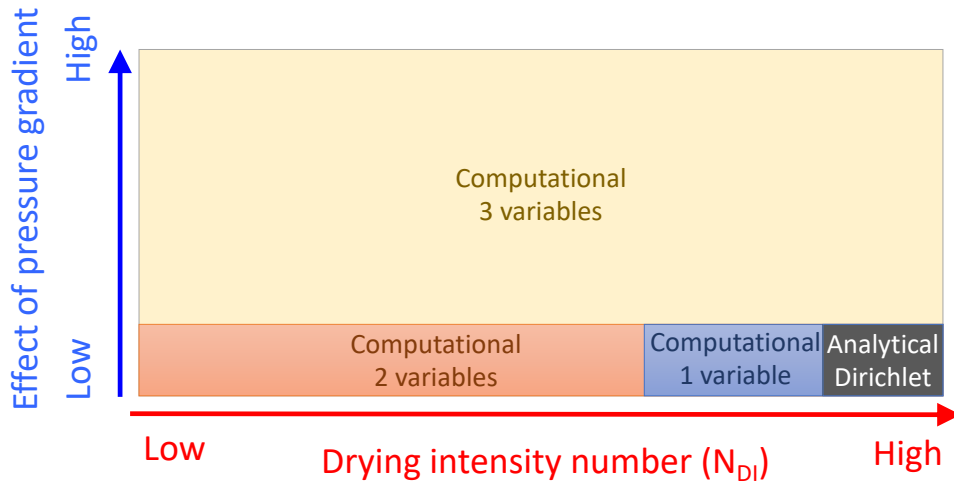 Effect of pressure gradient
High
Low
Computational
3 variables
Computational
2 variables
Computational
1 variable
Analytical
Dirichlet
Low
Drying intensity number (N_DI)
High